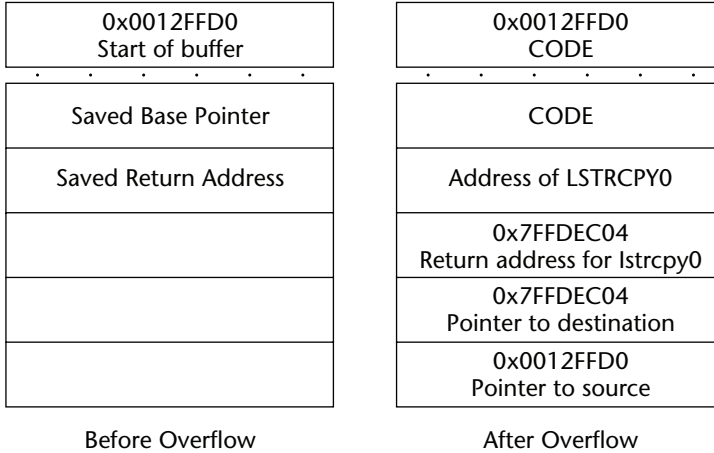 0x0012FFD0
Start of buffer
Saved Base Pointer
Saved Return Address
Before Overflow
0x0012FFD0
CODE
CODE
Address of LSTRCPY0
0x7FFDEC04
Return address for lstrcpy0
0x7FFDEC04
Pointer to destination
0x0012FFD0
Pointer to source
After Overflow